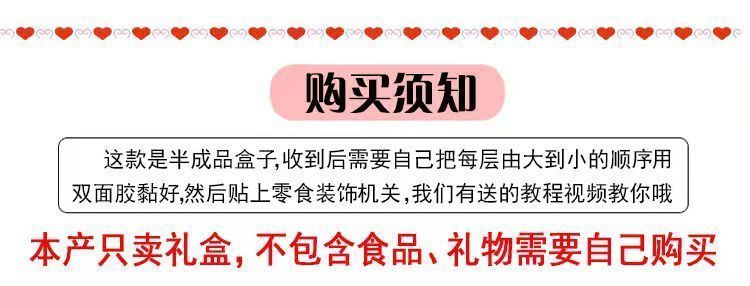 购买须知
这款是半成品盒子,收到后需要自己把每层由大到小的顺序用
双面胶黏好,然后贴上零食装饰机关,我们有送的教程视频教你哦
本产只卖礼盒，不包含食品、礼物需要自己购买